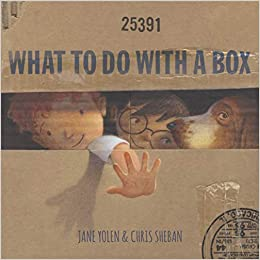 25391
WHAT TO DO WITH A BOX
JANE YOLEN & CHRIS SHEBAN